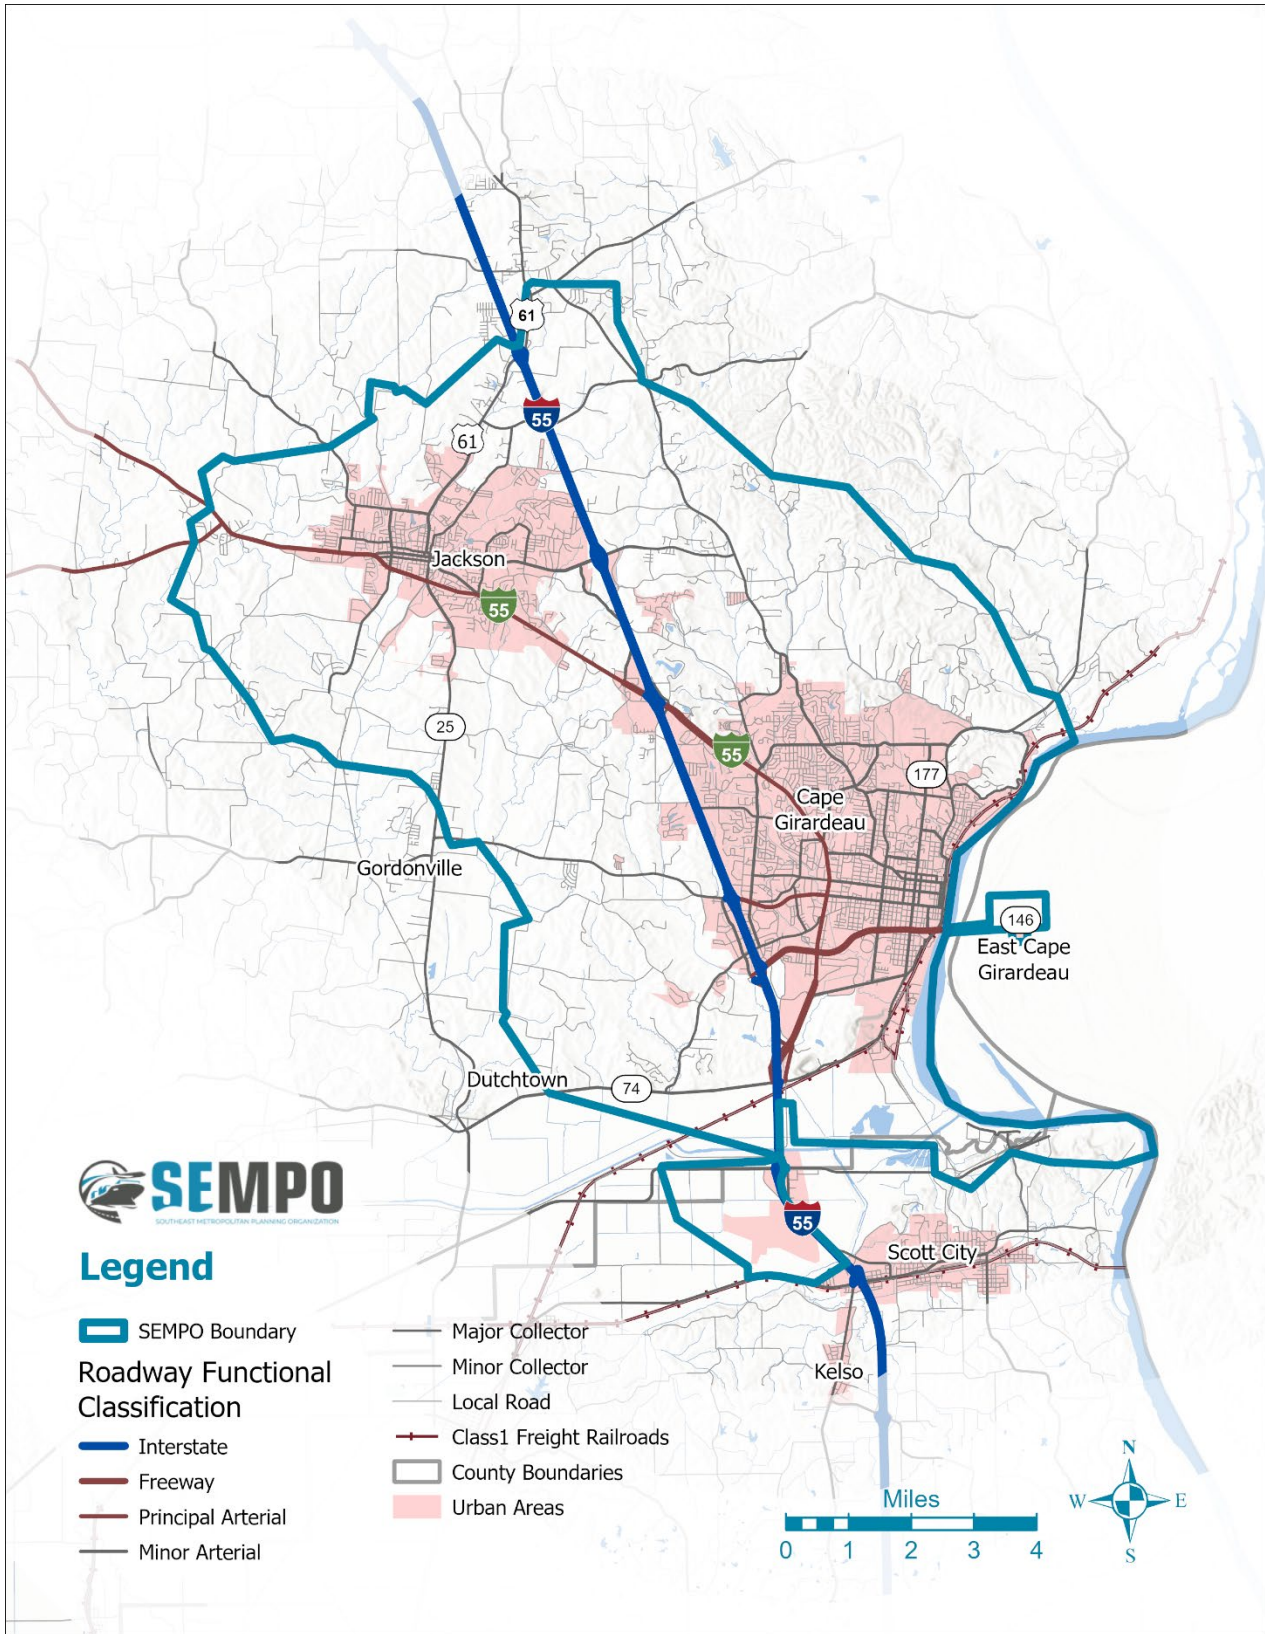 61
55
61
Jackson
55
25
55
177
Cape
Girardeau
Gordonville
146
East Cape
Girardeau
Dutchtown
74
55
Scott City
Kelso
SEMPO
SOUTHEAST METROPOLITAN PLANNING ORGANIZATION
Legend
SEMPO Boundary
Roadway Functional
Classification
Interstate
Freeway
Principal Arterial
Minor Arterial
Major Collector
Minor Collector
Local Road
Class1 Freight Railroads
County Boundaries
Urban Areas
Miles
0 1 2 3 4
N
W E
S